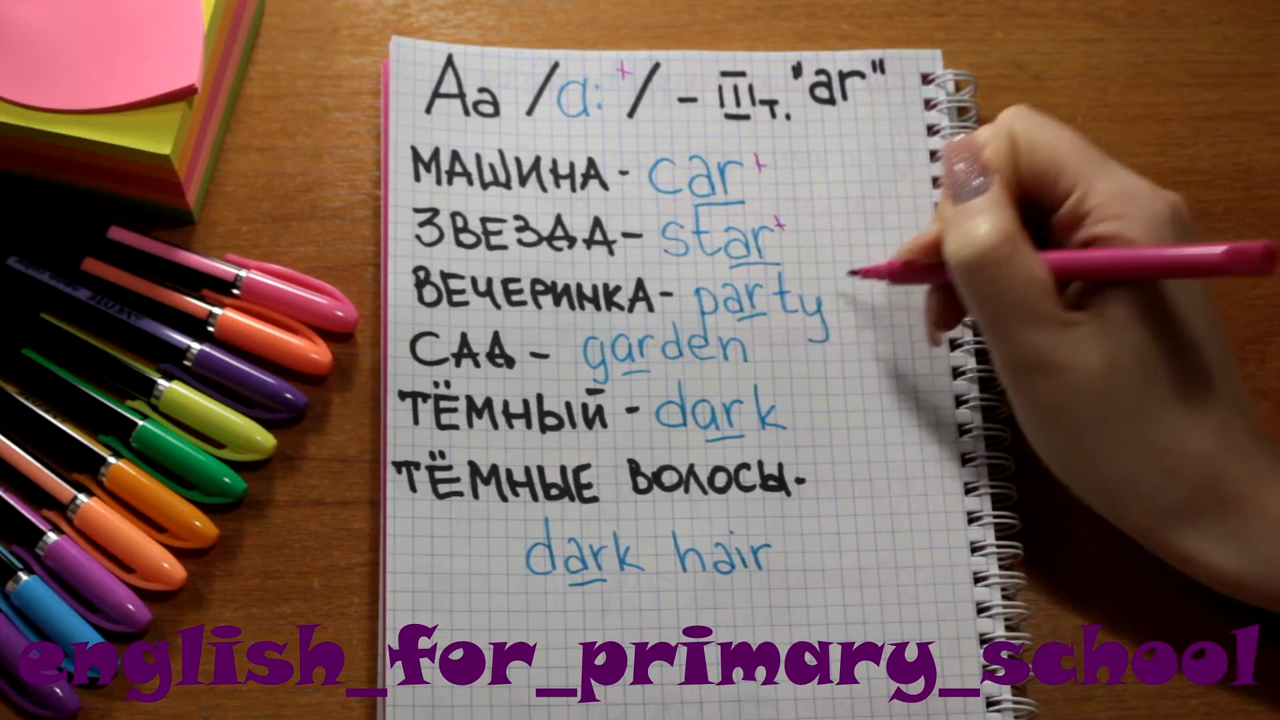 Aa /ɑ:⁺/ - III т. "ar"
МАШИНА - car⁺
ЗВЕЗДА - star⁺
ВЕЧЕРИНКА - party
САД - garden
ТЁМНЫЙ - dark
ТЁМНЫЕ ВОЛОСЫ -
dark hair
english_for_primary_school